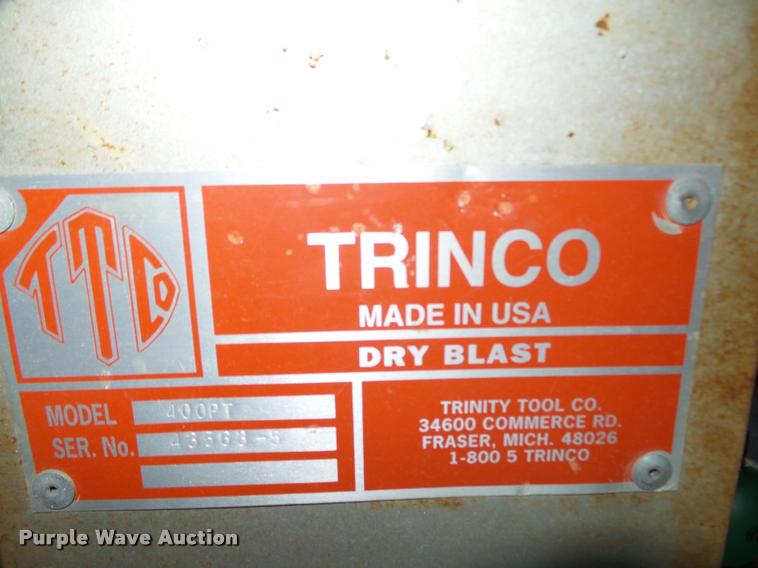 TTCO
TRINCO
MADE IN USA
DRY BLAST
MODEL 400PT
SER. No.
TRINITY TOOL CO.
34600 COMMERCE RD.
FRASER, MICH. 48026
1-800 5 TRINCO
Purple Wave Auction